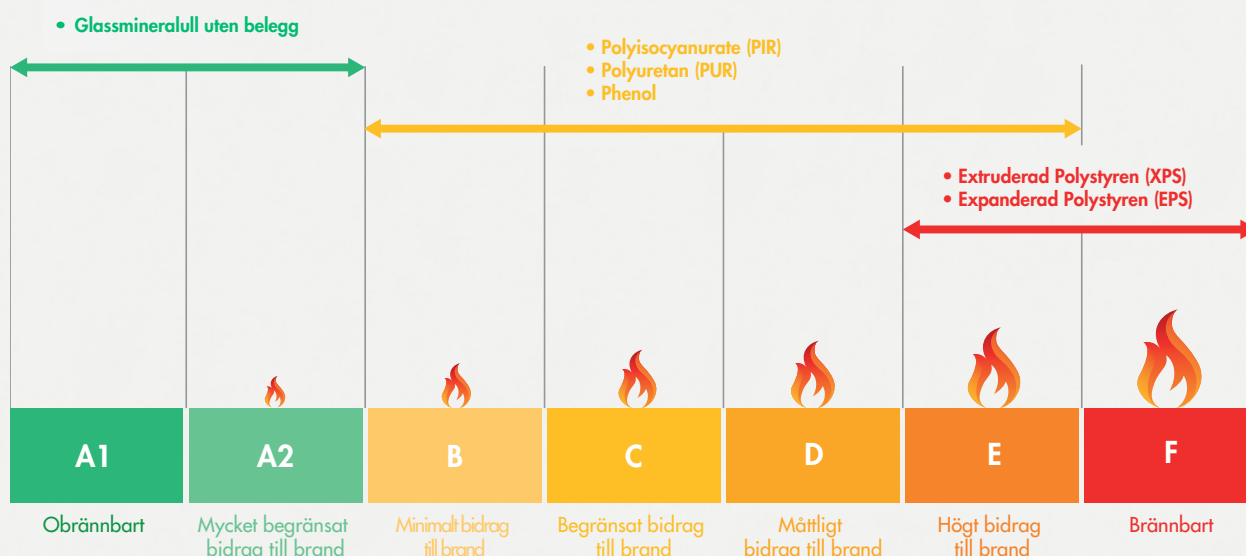 • Glassmineralull uten belegg
• Polyisocyanurate (PIR)
• Polyuretan (PUR)
• Phenol
• Extruderad Polystyren (XPS)
• Expanderad Polystyren (EPS)
A1
A2
B
C
D
E
F
Obrännbart
Mycket begränsat
bidrag till brand
Minimalt bidrag
till brand
Begränsat bidrag
till brand
Måttligt
bidrag till brand
Högt bidrag
till brand
Brännbart